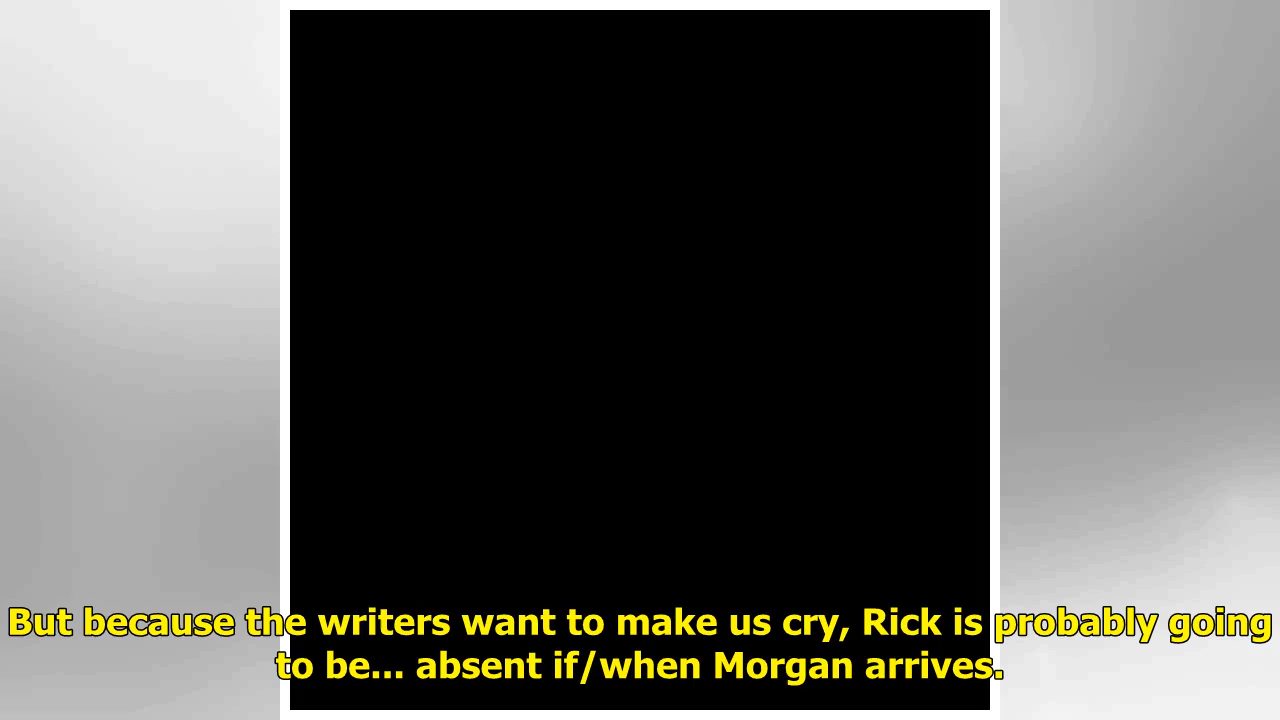 But because the writers want to make us cry, Rick is probably going
to be... absent if/when Morgan arrives.